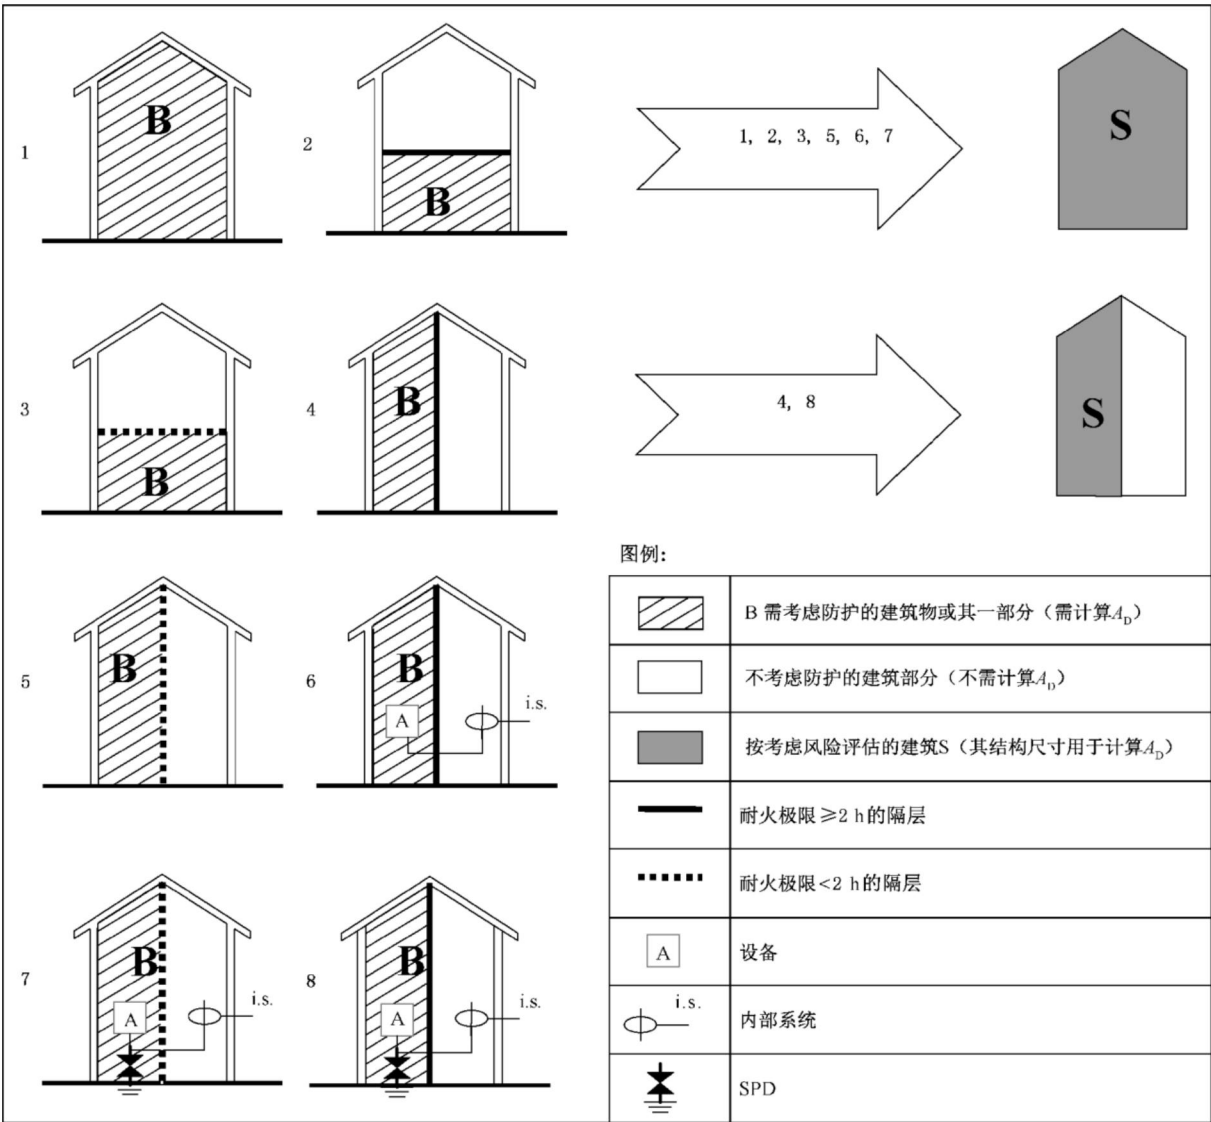 1
B
2
B
1, 2, 3, 5, 6, 7
S
3
B
4
B
4, 8
S
5
B
6
B
A
i.s.
7
B
A
i.s.
8
B
A
i.s.
图例:
B 需考虑防护的建筑物或其一部分（需计算AD）
不考虑防护的建筑部分（不需计算AD）
按考虑风险评估的建筑S（其结构尺寸用于计算AD）
耐火极限≥2 h的隔层
耐火极限<2 h的隔层
A
设备
i.s.
内部系统
SPD